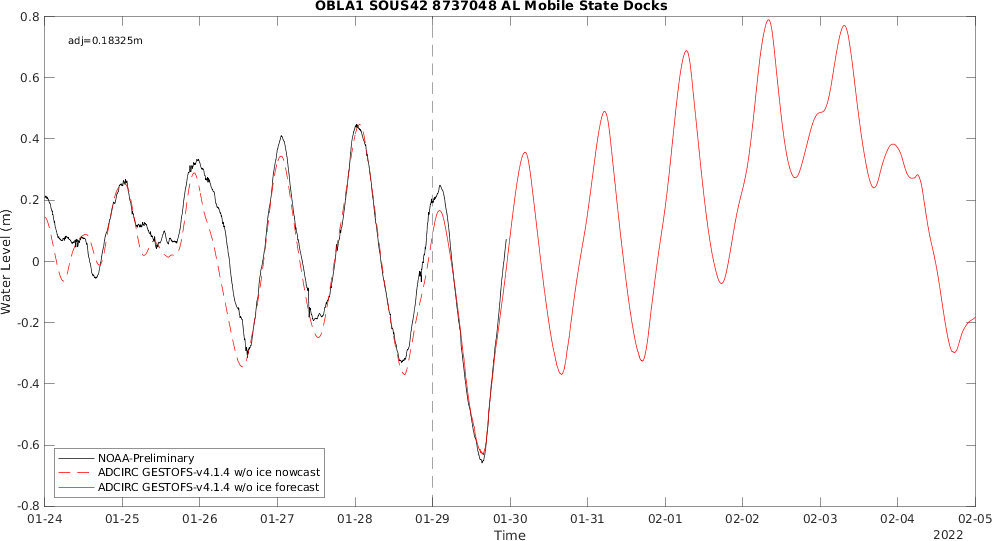 OBLA1 SOUS42 8737048 AL Mobile State Docks
adj=0.18325m
0.8
0.6
0.4
0.2
0
-0.2
-0.4
-0.6
-0.8
Water Level (m)
NOAA-Preliminary
ADCIRC GESTOFS-v4.1.4 w/o ice nowcast
ADCIRC GESTOFS-v4.1.4 w/o ice forecast
01-24 01-25 01-26 01-27 01-28 01-29 01-30 01-31 02-01 02-02 02-03 02-04 02-05
Time
2022